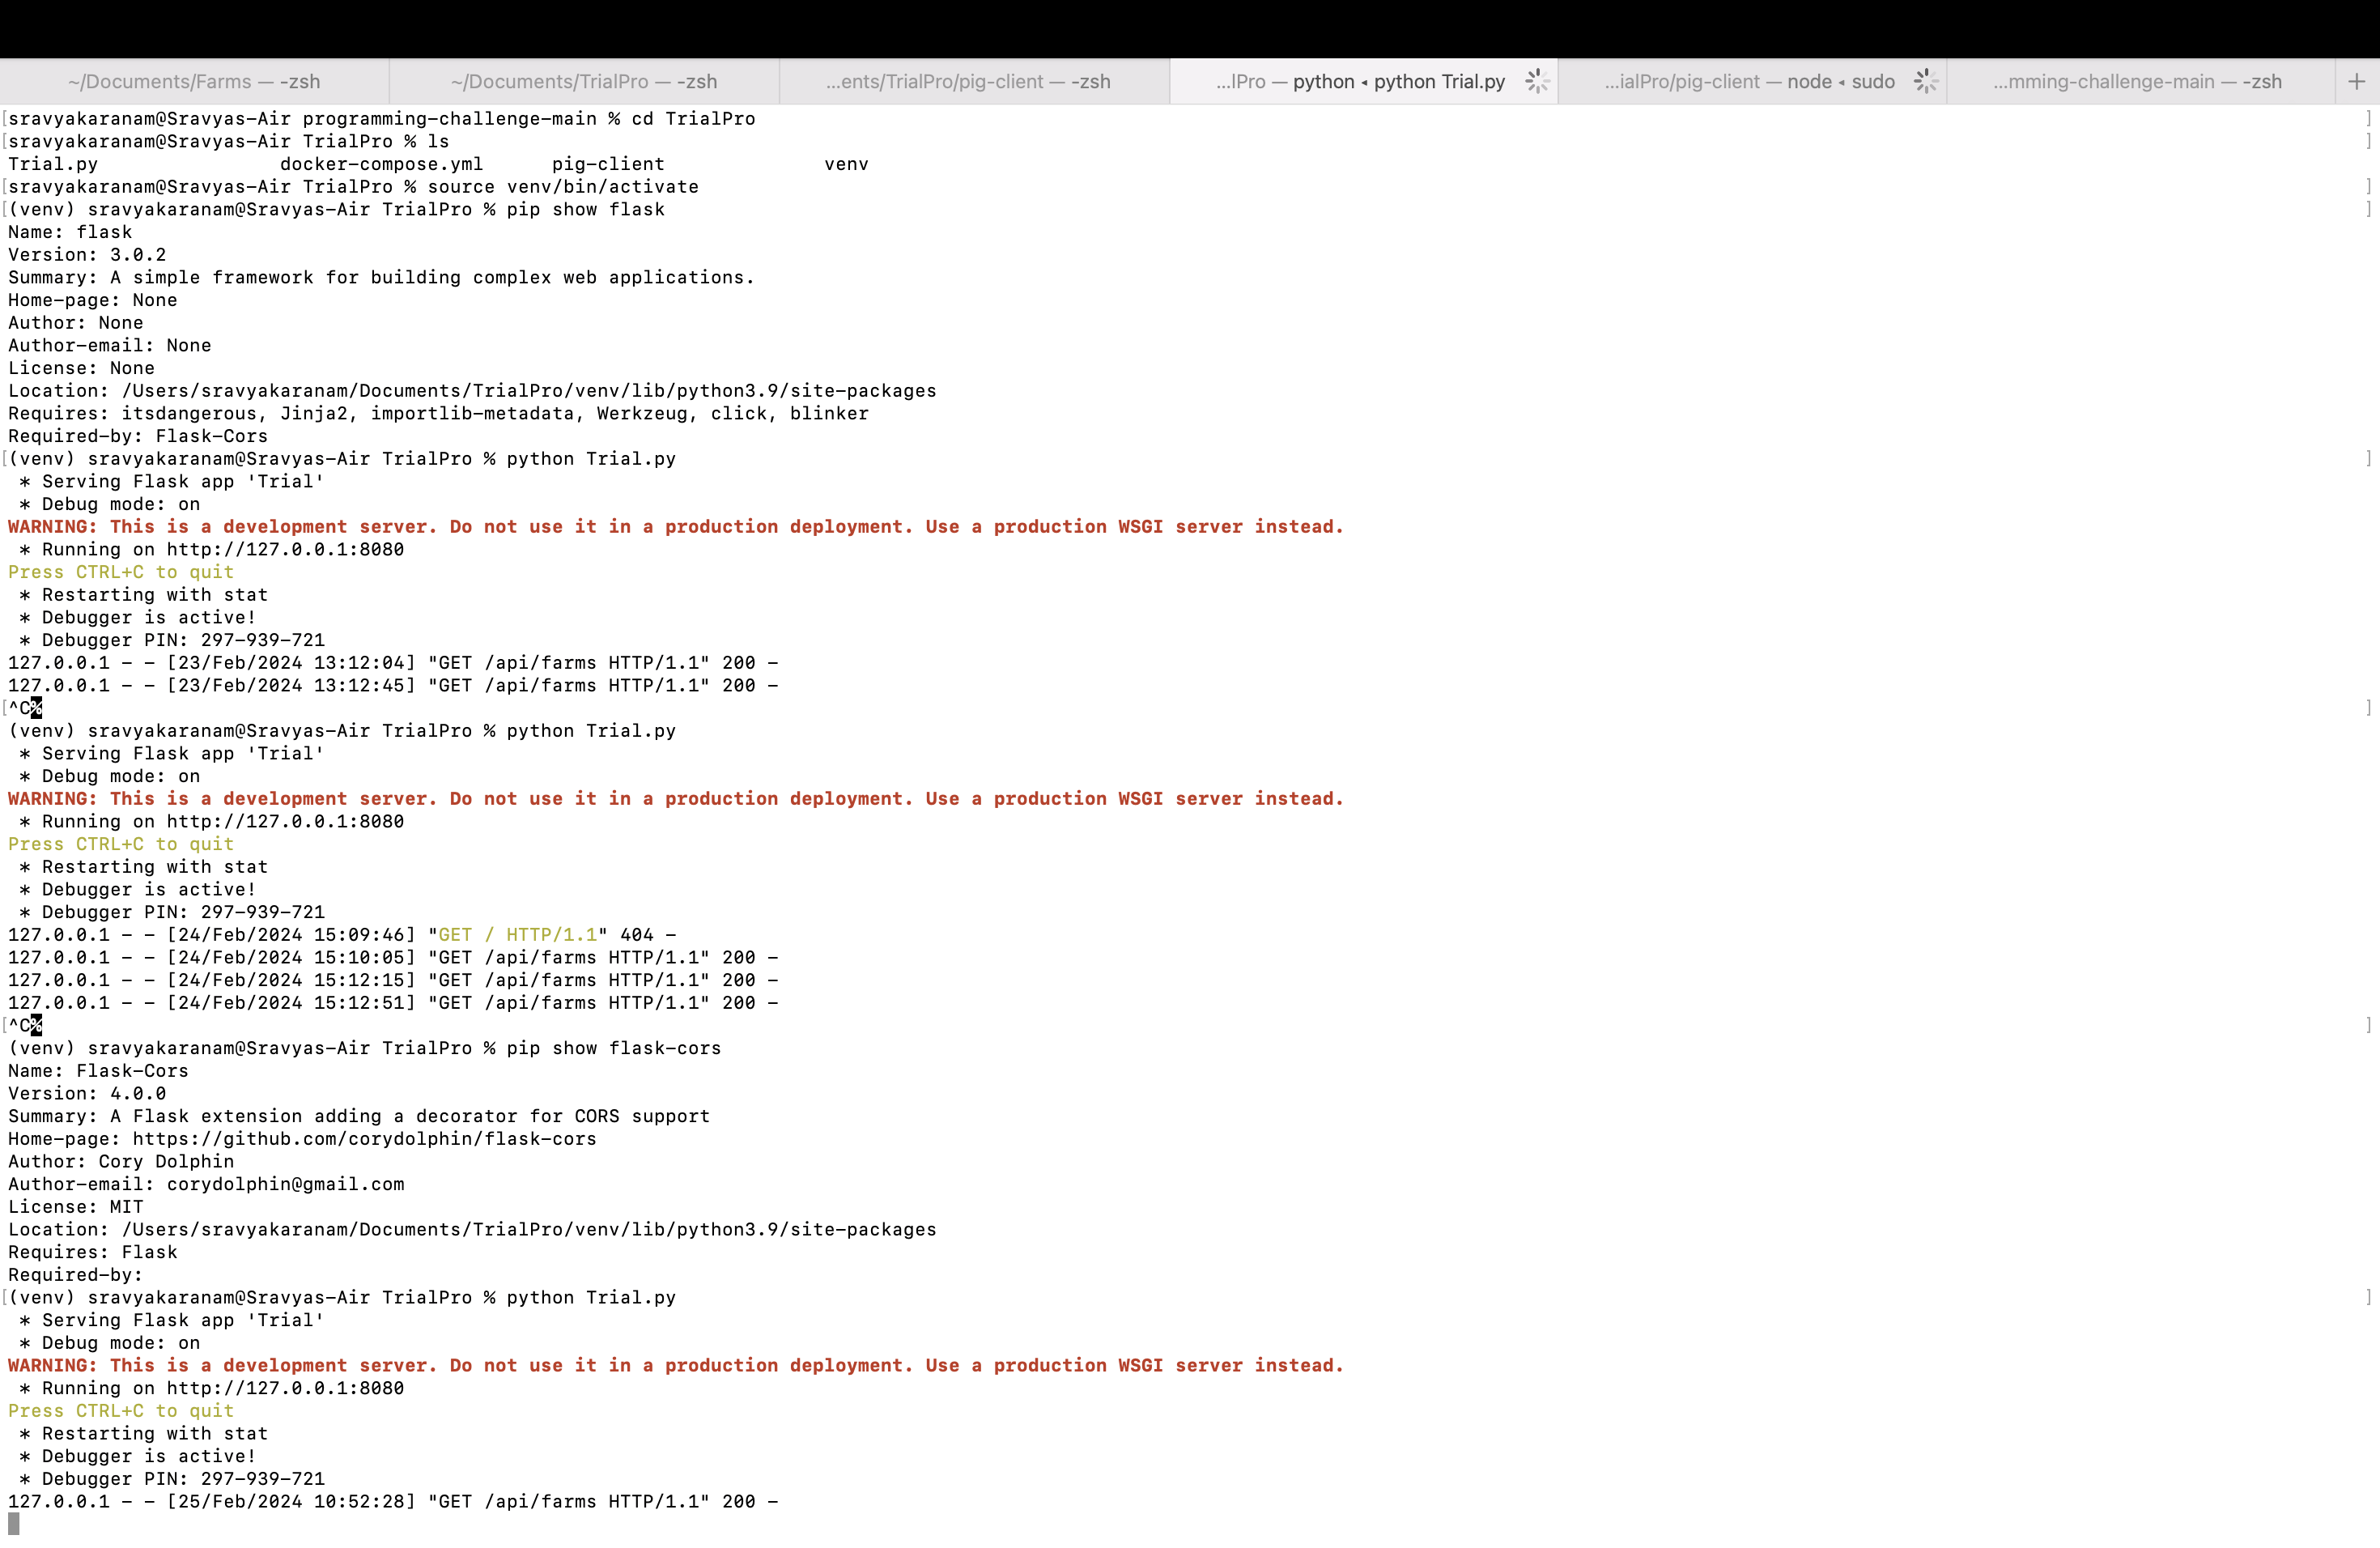 ~/Documents/Farms — -zsh
~/Documents/TrialPro — -zsh
...ents/TrialPro/pig-client — -zsh
...lPro — python ◂ python Trial.py
...ialPro/pig-client — node ◂ sudo
...mming-challenge-main — -zsh
+
[sravyakaranam@Sravyas-Air programming-challenge-main % cd TrialPro ]
[sravyakaranam@Sravyas-Air TrialPro % ls ]
Trial.py docker-compose.yml pig-client venv
[sravyakaranam@Sravyas-Air TrialPro % source venv/bin/activate ]
[(venv) sravyakaranam@Sravyas-Air TrialPro % pip show flask ]
Name: flask
Version: 3.0.2
Summary: A simple framework for building complex web applications.
Home-page: None
Author: None
Author-email: None
License: None
Location: /Users/sravyakaranam/Documents/TrialPro/venv/lib/python3.9/site-packages
Requires: itsdangerous, Jinja2, importlib-metadata, Werkzeug, click, blinker
Required-by: Flask-Cors
[(venv) sravyakaranam@Sravyas-Air TrialPro % python Trial.py ]
 * Serving Flask app 'Trial'
 * Debug mode: on
WARNING: This is a development server. Do not use it in a production deployment. Use a production WSGI server instead.
 * Running on http://127.0.0.1:8080
Press CTRL+C to quit
 * Restarting with stat
 * Debugger is active!
 * Debugger PIN: 297-939-721
127.0.0.1 - - [23/Feb/2024 13:12:04] "GET /api/farms HTTP/1.1" 200 -
127.0.0.1 - - [23/Feb/2024 13:12:45] "GET /api/farms HTTP/1.1" 200 -
[^C% ]
(venv) sravyakaranam@Sravyas-Air TrialPro % python Trial.py
 * Serving Flask app 'Trial'
 * Debug mode: on
WARNING: This is a development server. Do not use it in a production deployment. Use a production WSGI server instead.
 * Running on http://127.0.0.1:8080
Press CTRL+C to quit
 * Restarting with stat
 * Debugger is active!
 * Debugger PIN: 297-939-721
127.0.0.1 - - [24/Feb/2024 15:09:46] "GET / HTTP/1.1" 404 -
127.0.0.1 - - [24/Feb/2024 15:10:05] "GET /api/farms HTTP/1.1" 200 -
127.0.0.1 - - [24/Feb/2024 15:12:15] "GET /api/farms HTTP/1.1" 200 -
127.0.0.1 - - [24/Feb/2024 15:12:51] "GET /api/farms HTTP/1.1" 200 -
[^C% ]
(venv) sravyakaranam@Sravyas-Air TrialPro % pip show flask-cors
Name: Flask-Cors
Version: 4.0.0
Summary: A Flask extension adding a decorator for CORS support
Home-page: https://github.com/corydolphin/flask-cors
Author: Cory Dolphin
Author-email: corydolphin@gmail.com
License: MIT
Location: /Users/sravyakaranam/Documents/TrialPro/venv/lib/python3.9/site-packages
Requires: Flask
Required-by:
[(venv) sravyakaranam@Sravyas-Air TrialPro % python Trial.py ]
 * Serving Flask app 'Trial'
 * Debug mode: on
WARNING: This is a development server. Do not use it in a production deployment. Use a production WSGI server instead.
 * Running on http://127.0.0.1:8080
Press CTRL+C to quit
 * Restarting with stat
 * Debugger is active!
 * Debugger PIN: 297-939-721
127.0.0.1 - - [25/Feb/2024 10:52:28] "GET /api/farms HTTP/1.1" 200 -